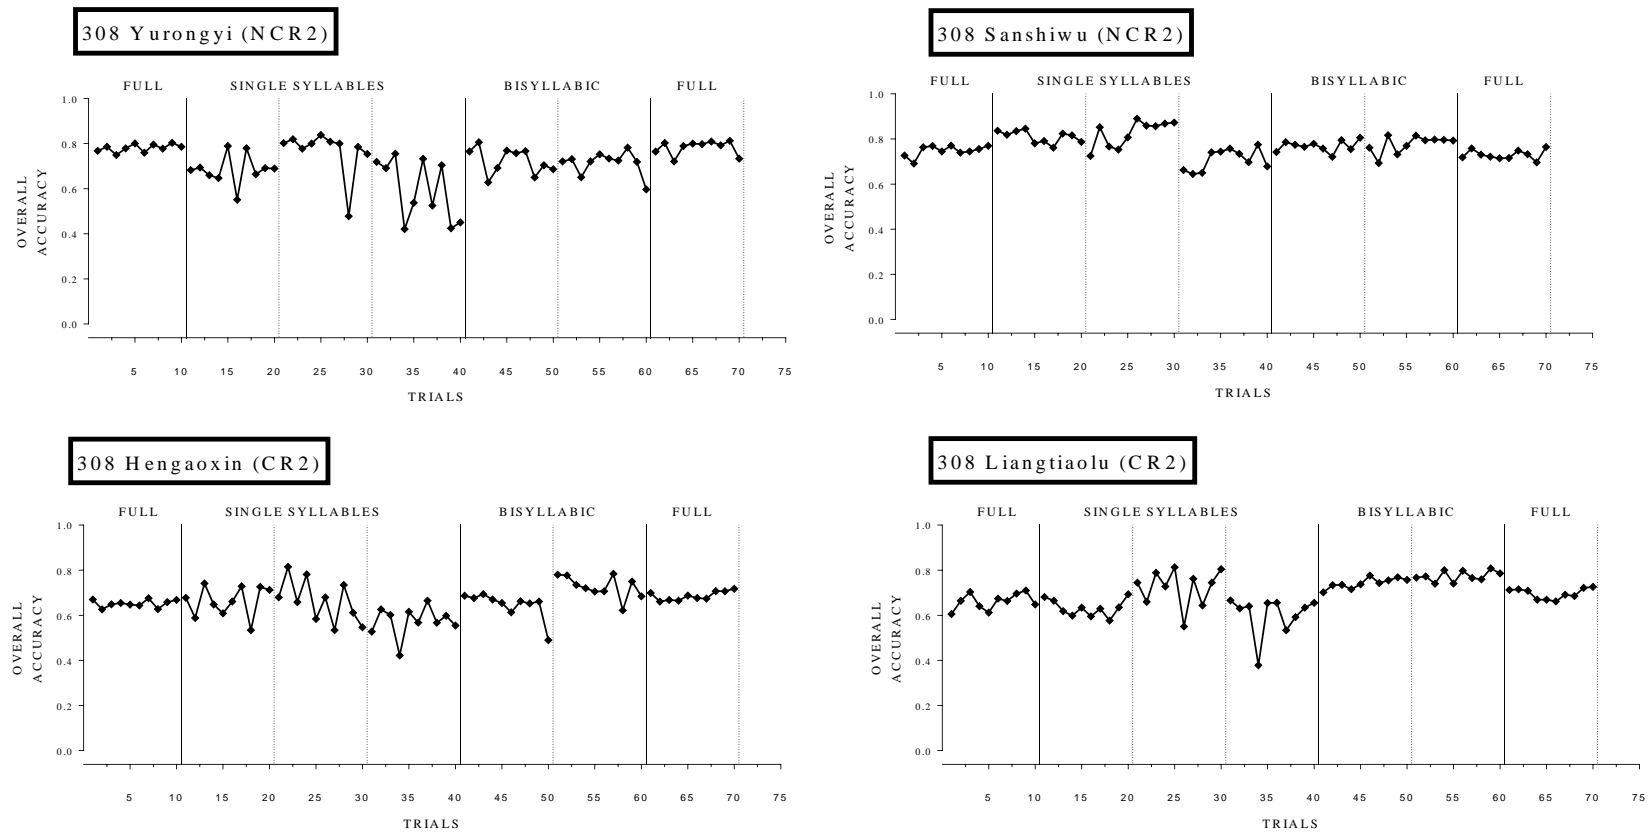 308 Yurongyi (NCR2)
FULL SINGLE SYLLABLES BISYLLABIC FULL
1.0
0.8
0.6
0.4
0.2
0.0
OVERALL
ACCURACY
5 10 15 20 25 30 35 40 45 50 55 60 65 70 75
TRIALS
308 Sanshiwu (NCR2)
FULL SINGLE SYLLABLES BISYLLABIC FULL
1.0
0.8
0.6
0.4
0.2
0.0
OVERALL
ACCURACY
5 10 15 20 25 30 35 40 45 50 55 60 65 70 75
TRIALS
308 Hengaoxin (CR2)
FULL SINGLE SYLLABLES BISYLLABIC FULL
1.0
0.8
0.6
0.4
0.2
0.0
OVERALL
ACCURACY
5 10 15 20 25 30 35 40 45 50 55 60 65 70 75
TRIALS
308 Liangtiaolu (CR2)
FULL SINGLE SYLLABLES BISYLLABIC FULL
1.0
0.8
0.6
0.4
0.2
0.0
OVERALL
ACCURACY
5 10 15 20 25 30 35 40 45 50 55 60 65 70 75
TRIALS